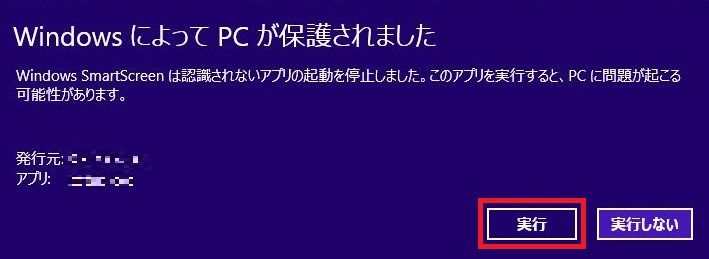 Windows によって PC が保護されました
Windows SmartScreen は認識されないアプリの起動を停止しました。このアプリを実行すると、PC に問題が起こる
可能性があります。
発行元:
アプリ:
実行
実行しない